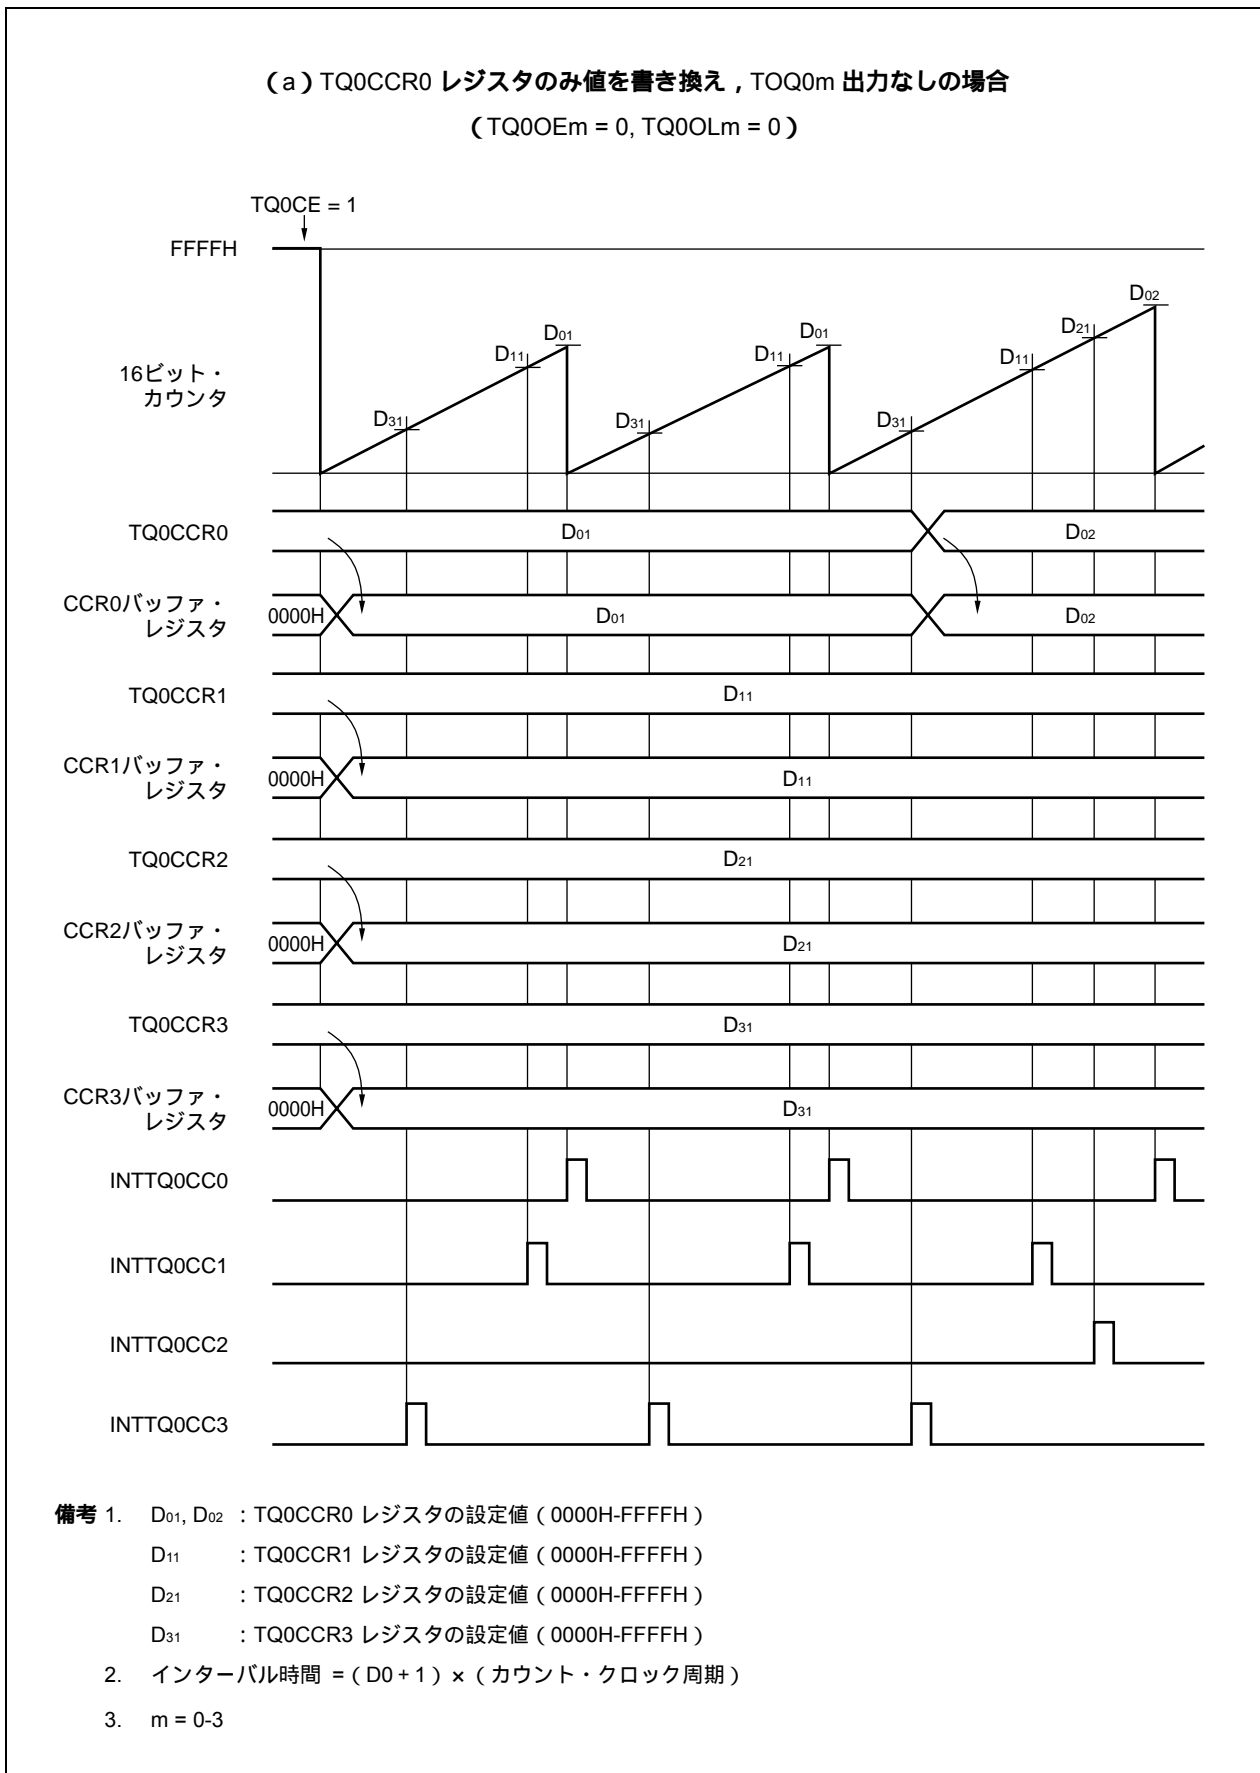 （a）TQ0CCR0 レジスタのみ値を書き換え，TOQ0m 出力なしの場合
（TQ0OEm = 0, TQ0OLm = 0）
TQ0CE = 1
FFFFH
16ビット・
カウンタ
D31 D11 D01 D31 D11 D01 D31 D11 D21 D02
TQ0CCR0
D01 D02
CCR0バッファ・
レジスタ
0000H D01 D02
TQ0CCR1
D11
CCR1バッファ・
レジスタ
0000H D11
TQ0CCR2
D21
CCR2バッファ・
レジスタ
0000H D21
TQ0CCR3
D31
CCR3バッファ・
レジスタ
0000H D31
INTTQ0CC0
INTTQ0CC1
INTTQ0CC2
INTTQ0CC3
備考 1. D01, D02 ：TQ0CCR0 レジスタの設定値（0000H-FFFFH）
D11 ：TQ0CCR1 レジスタの設定値（0000H-FFFFH）
D21 ：TQ0CCR2 レジスタの設定値（0000H-FFFFH）
D31 ：TQ0CCR3 レジスタの設定値（0000H-FFFFH）
2. インターバル時間 =（D0 + 1）×（カウント・クロック周期）
3. m = 0-3